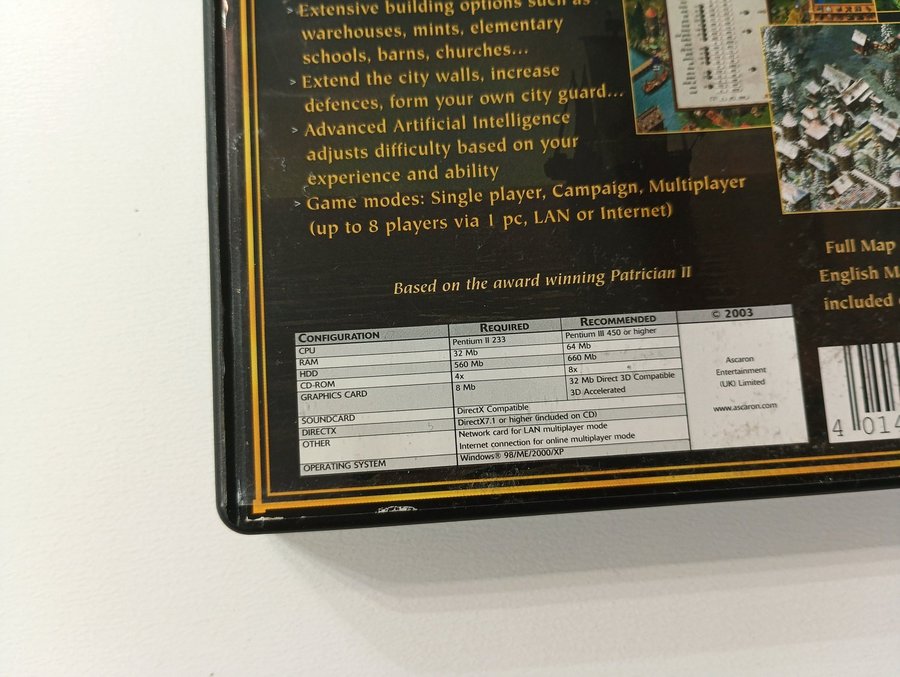 > Extensive building options such as
warehouses, mints, elementary
schools, barns, churches...
> Extend the city walls, increase
defences, form your own city guard...
> Advanced Artificial Intelligence
adjusts difficulty based on your
experience and ability
> Game modes: Single player, Campaign, Multiplayer
(up to 8 players via 1 pc, LAN or Internet)
Based on the award winning Patrician II
Full Map
English
included
CONFIGURATION REQUIRED RECOMMENDED
CPU Pentium II 233 Pentium III 450 or higher
RAM 32 Mb 64 Mb
HDD 560 Mb 660 Mb
CD-ROM 4x 8x
GRAPHICS CARD 8 Mb 32 Mb Direct 3D Compatible
3D Accelerated
SOUNDCARD DirectX Compatible
DIRECTX DirectX7.1 or higher (included on CD)
OTHER Network card for LAN multiplayer mode
Internet connection for online multiplayer mode
OPERATING SYSTEM Windows® 98/ME/2000/XP
© 2003
Ascaron
Entertainment
(UK) Limited
www.ascaron.com
4 014